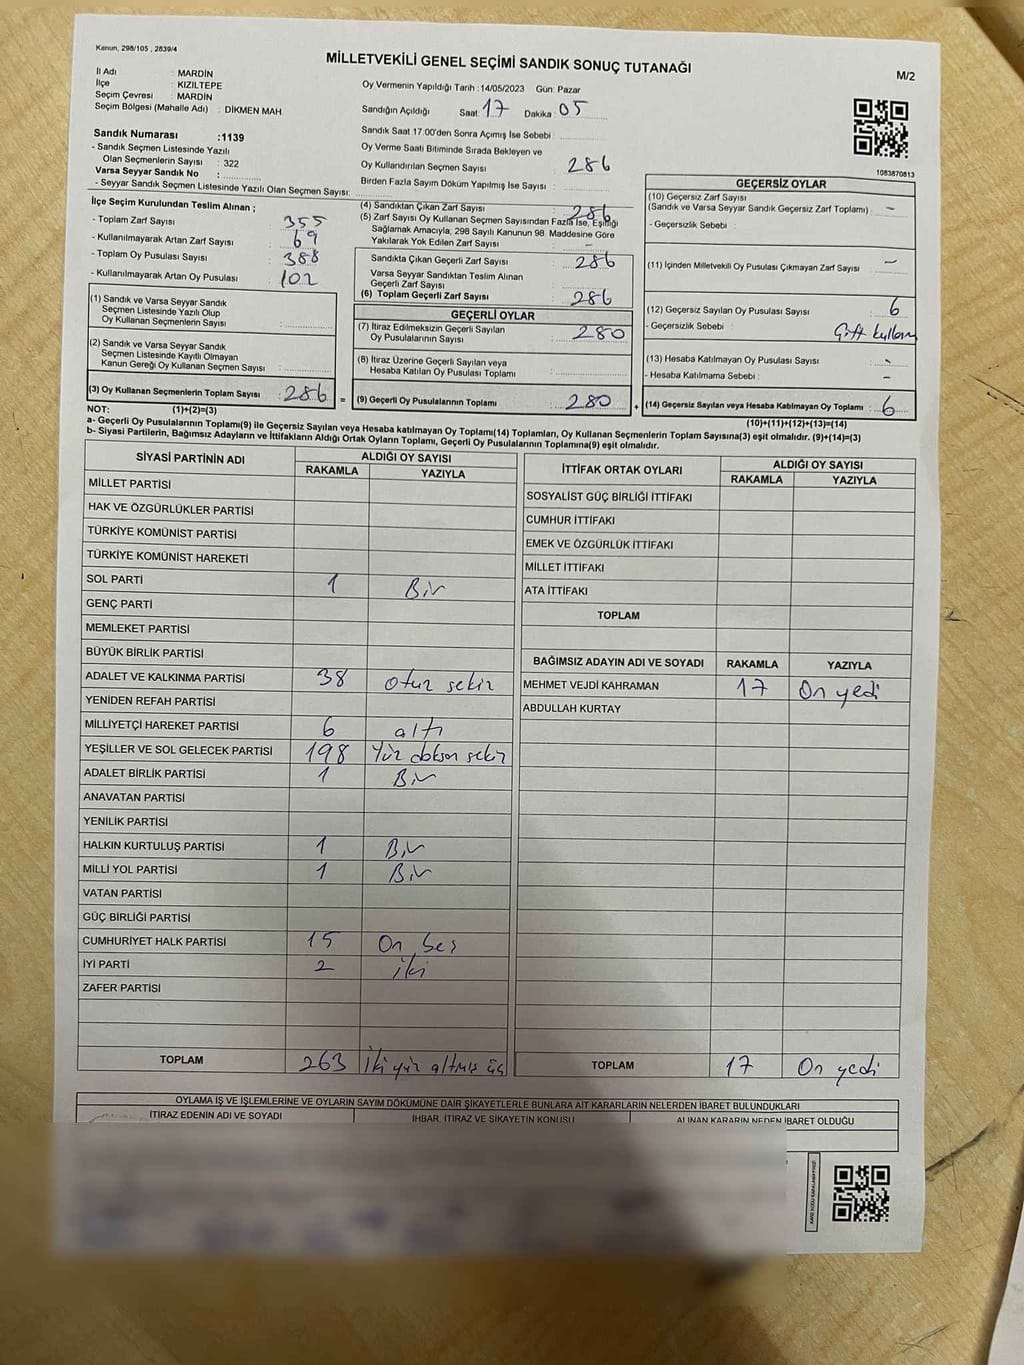 Kanun, 298/105 , 2839/4
MİLLETVEKİLİ GENEL SEÇİMİ SANDIK SONUÇ TUTANAĞI
M/2
İl Adı : MARDİN
İlçe : KIZILTEPE
Seçim Çevresi : MARDİN
Seçim Bölgesi (Mahalle Adı) : DİKMEN MAH.
Sandık Numarası :1139
- Sandık Seçmen Listesinde Yazılı
Olan Seçmenlerin Sayısı : 322
Varsa Seyyar Sandık No :
- Seyyar Sandık Seçmen Listesinde Yazılı Olan Seçmen Sayısı:
Oy Vermenin Yapıldığı Tarih :14/05/2023 Gün: Pazar
Sandığın Açıldığı Saat: 17 Dakika: 05
Sandık Saat 17:00'den Sonra Açımış İse Sebebi :
Oy Verme Saati Bitiminde Sırada Bekleyen ve
Oy Kullandırılan Seçmen Sayısı : 286
Birden Fazla Sayım Döküm Yapılmış İse Sayısı :
1083870813
İlçe Seçim Kurulundan Teslim Alınan ;
- Toplam Zarf Sayısı : 355
- Kullanılmayarak Artan Zarf Sayısı : 69
- Toplam Oy Pusulası Sayısı : 388
- Kullanılmayarak Artan Oy Pusulası : 102
(1) Sandık ve Varsa Seyyar Sandık
Seçmen Listesinde Yazılı Olup
Oy Kullanan Seçmenlerin Sayısı :
(2) Sandık ve Varsa Seyyar Sandık
Seçmen Listesinde Kayıtlı Olmayan
Kanun Gereği Oy Kullanan Seçmen Sayısı :
(3) Oy Kullanan Seçmenlerin Toplam Sayısı : 286 =
(4) Sandıktan Çıkan Zarf Sayısı : 286
(5) Zarf Sayısı Oy Kullanan Seçmen Sayısından Fazla İse, Eşitliği
Sağlamak Amacıyla, 298 Sayılı Kanunun 98. Maddesine Göre
Yakılarak Yok Edilen Zarf Sayısı : -
Sandıkta Çıkan Geçerli Zarf Sayısı : 286
Varsa Seyyar Sandıktan Teslim Alınan
Geçerli Zarf Sayısı :
(6) Toplam Geçerli Zarf Sayısı : 286
GEÇERLİ OYLAR
(7) İtiraz Edilmeksizin Geçerli Sayılan
Oy Pusulalarının Sayısı : 280
(8) İtiraz Üzerine Geçerli Sayılan veya
Hesaba Katılan Oy Pusulası Toplamı :
(9) Geçerli Oy Pusulalarının Toplamı : 280 +
GEÇERSİZ OYLAR
(10) Geçersiz Zarf Sayısı
(Sandık ve Varsa Seyyar Sandık Geçersiz Zarf Toplamı) : -
- Geçersizlik Sebebi :
(11) İçinden Milletvekili Oy Pusulası Çıkmayan Zarf Sayısı : -
(12) Geçersiz Sayılan Oy Pusulası Sayısı : 6
- Geçersizlik Sebebi : Çift kullanım
(13) Hesaba Katılmayan Oy Pusulası Sayısı : -
- Hesaba Katılmama Sebebi : -
(14) Geçersiz Sayılan veya Hesaba Katılmayan Oy Toplamı : 6
NOT: (1)+(2)=(3) (10)+(11)+(12)+(13)=(14)
a- Geçerli Oy Pusulalarının Toplamı(9) ile Geçersiz veya Hesaba katılmayan Oy Toplamı(14) Toplamları, Oy Kullanan Seçmenlerin Toplam Sayısına(3) eşit olmalıdır. (9)+(14)=(3)
b- Siyasi Partilerin, Bağımsız Adayların ve İttifakların Aldığı Ortak Oyların Toplamı, Geçerli Oy Pusulalarının Toplamına(9) eşit olmalıdır.
SİYASİ PARTİNİN ADI ALDIĞI OY SAYISI
RAKAMLA YAZIYLA
MİLLET PARTİSİ
HAK VE ÖZGÜRLÜKLER PARTİSİ
TÜRKİYE KOMÜNİST PARTİSİ
TÜRKİYE KOMÜNİST HAREKETİ
SOL PARTİ 1 Bir
GENÇ PARTİ
MEMLEKET PARTİSİ
BÜYÜK BİRLİK PARTİSİ
ADALET VE KALKINMA PARTİSİ 38 otuz sekiz
YENİDEN REFAH PARTİSİ
MİLLİYETÇİ HAREKET PARTİSİ 6 altı
YEŞİLLER VE SOL GELECEK PARTİSİ 198 Yüz doksan sekiz
ADALET BİRLİK PARTİSİ 1 Bir
ANAVATAN PARTİSİ
YENİLİK PARTİSİ
HALKIN KURTULUŞ PARTİSİ 1 Bir
MİLLİ YOL PARTİSİ 1 Bir
VATAN PARTİSİ
GÜÇ BİRLİĞİ PARTİSİ
CUMHURİYET HALK PARTİSİ 15 On beş
İYİ PARTİ 2 iki
ZAFER PARTİSİ
TOPLAM 263 İki yüz altmış üç
İTTİFAK ORTAK OYLARI ALDIĞI OY SAYISI
RAKAMLA YAZIYLA
SOSYALİST GÜÇ BİRLİĞİ İTTİFAKI
CUMHUR İTTİFAKI
EMEK VE ÖZGÜRLÜK İTTİFAKI
MİLLET İTTİFAKI
ATA İTTİFAKI
TOPLAM
BAĞIMSIZ ADAYIN ADI VE SOYADI RAKAMLA YAZIYLA
MEHMET VEJDİ KAHRAMAN 17 On yedi
ABDULLAH KURTAY
TOPLAM 17 On yedi
OYLAMA İŞ VE İŞLEMLERİNE VE OYLARIN SAYIM DÖKÜMÜNE DAİR ŞİKAYETLERLE BUNLARA AİT KARARLARIN NELERDEN İBARET BULUNDUKLARI
İTİRAZ EDENİN ADI VE SOYADI İHBAR, İTİRAZ VE ŞİKAYETİN KONUSU ALINAN KARARIN NEDEN İBARET OLDUĞU